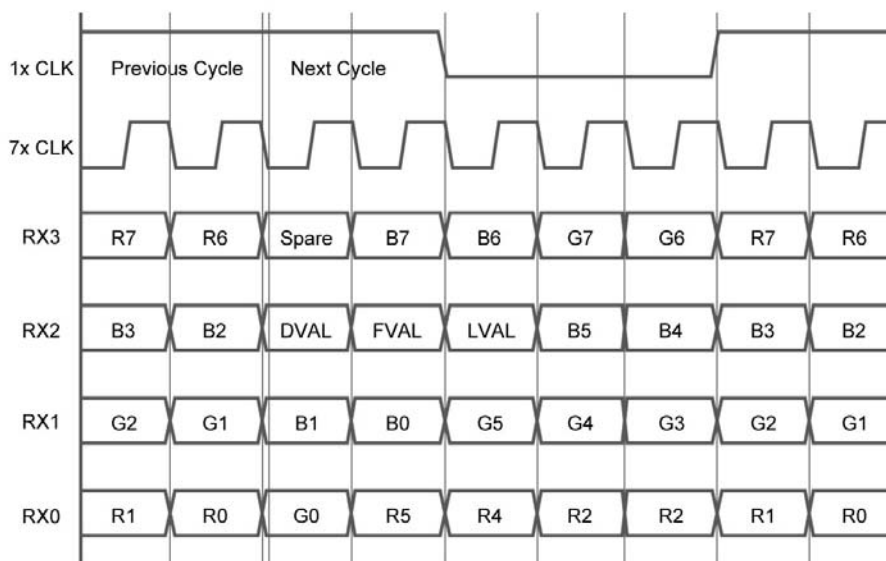 1x CLK Previous Cycle Next Cycle
7x CLK
RX3 R7 R6 Spare B7 B6 G7 G6 R7 R6
RX2 B3 B2 DVAL FVAL LVAL B5 B4 B3 B2
RX1 G2 G1 B1 B0 G5 G4 G3 G2 G1
RX0 R1 R0 G0 R5 R4 R2 R2 R1 R0